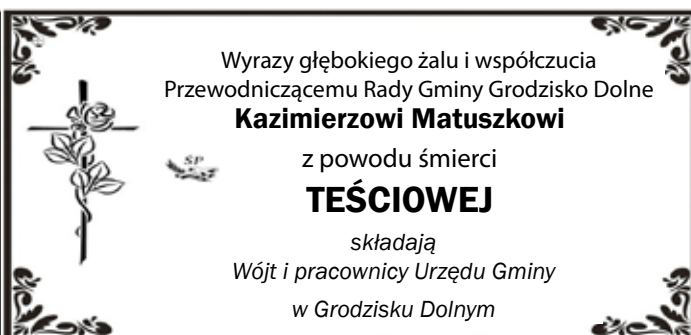 Wyrazy głębokiego żalu i współczucia
Przewodniczącemu Rady Gminy Grodzisko Dolne
Kazimierzowi Matuszkowi
z powodu śmierci
ŚP
TEŚCIOWEJ
składają
Wójt i pracownicy Urzędu Gminy
w Grodzisku Dolnym